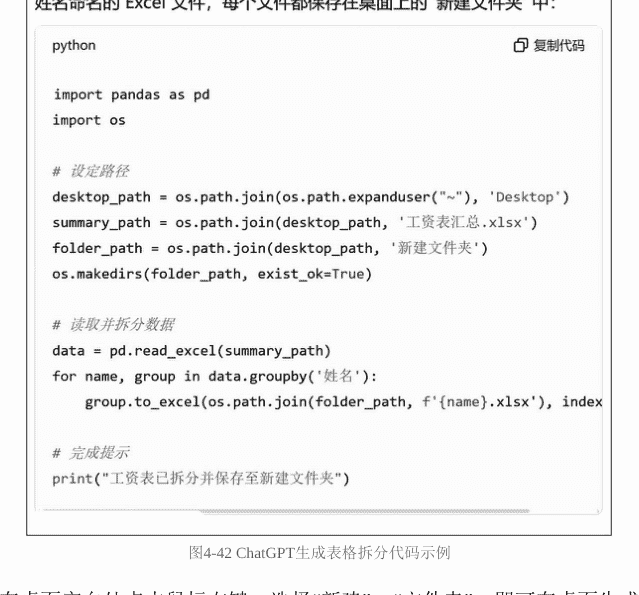 姓名命名的 Excel 文件，每个文件都保存在桌面上的"新建文件夹"中：
python
复制代码
import pandas as pd
import os
# 设定路径
desktop_path = os.path.join(os.path.expanduser("~"), 'Desktop')
summary_path = os.path.join(desktop_path, '工资表汇总.xlsx')
folder_path = os.path.join(desktop_path, '新建文件夹')
os.makedirs(folder_path, exist_ok=True)
# 读取并拆分数据
data = pd.read_excel(summary_path)
for name, group in data.groupby('姓名'):
    group.to_excel(os.path.join(folder_path, f'{name}.xlsx'), index
# 完成提示
print("工资表已拆分并保存至新建文件夹")
图4-42 ChatGPT生成表格拆分代码示例